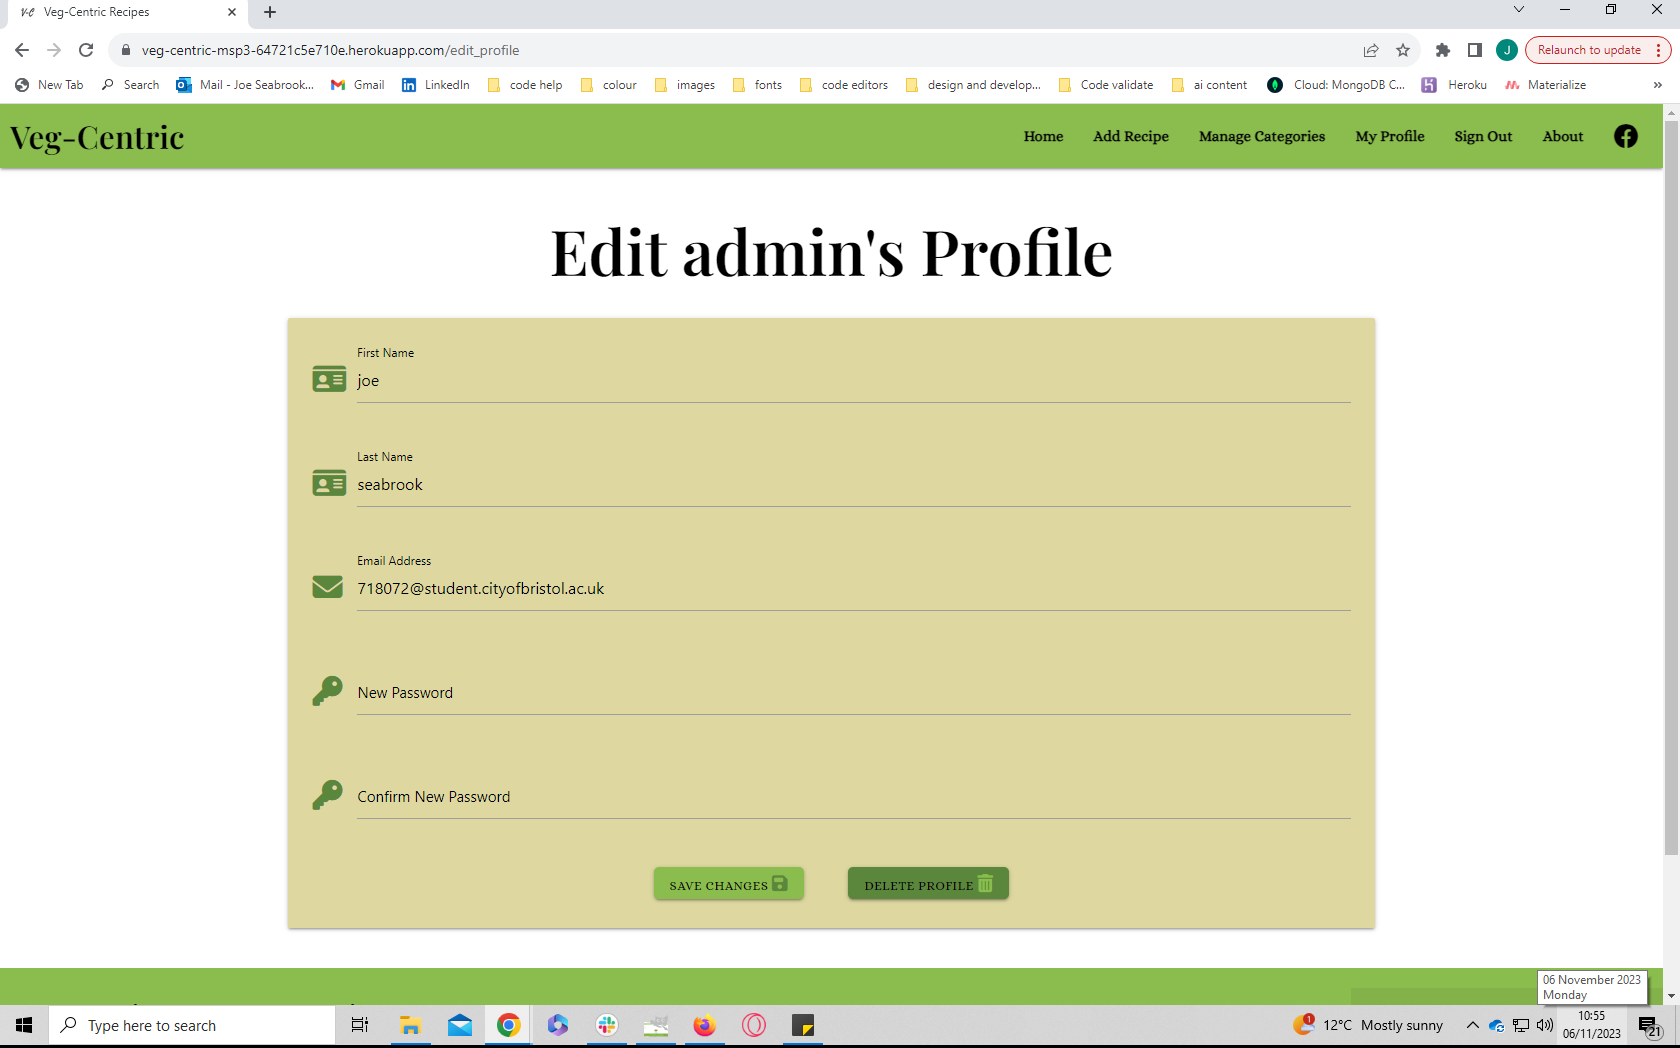 Veg-Centric Recipes
veg-centric-msp3-64721c5e710e.herokuapp.com/edit_profile
J
Relaunch to update
New Tab
Search
Mail - Joe Seabrook...
Gmail
LinkedIn
code help
colour
images
fonts
code editors
design and develop...
Code validate
ai content
Cloud: MongoDB C...
Heroku
Materialize
»
Veg-Centric
Home
Add Recipe
Manage Categories
My Profile
Sign Out
About
Edit admin's Profile
First Name
joe
Last Name
seabrook
Email Address
718072@student.cityofbristol.ac.uk
New Password
Confirm New Password
SAVE CHANGES
DELETE PROFILE
06 November 2023
Monday
Type here to search
1
12°C Mostly sunny
10:55
06/11/2023
21